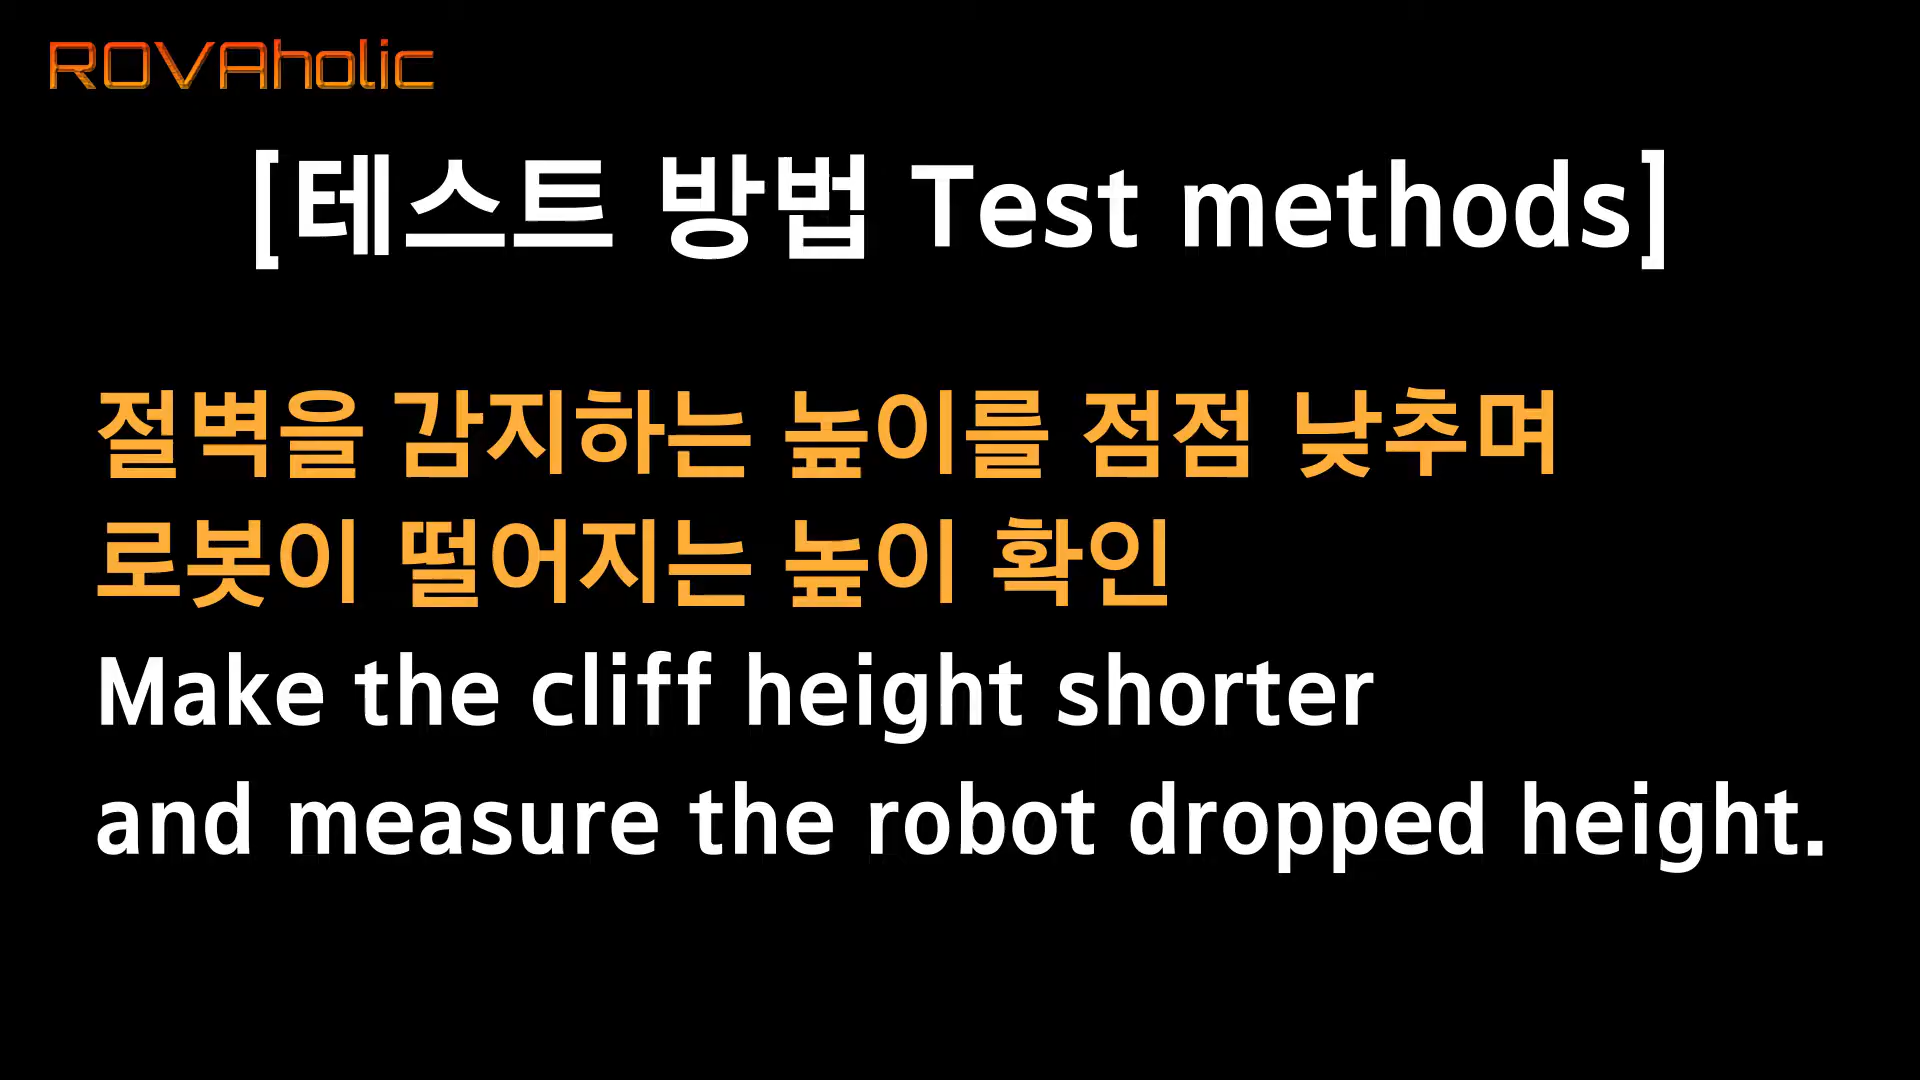 ROVAholic
[테스트 방법 Test methods]
절벽을 감지하는 높이를 점점 낮추며
로봇이 떨어지는 높이 확인
Make the cliff height shorter
and measure the robot dropped height.